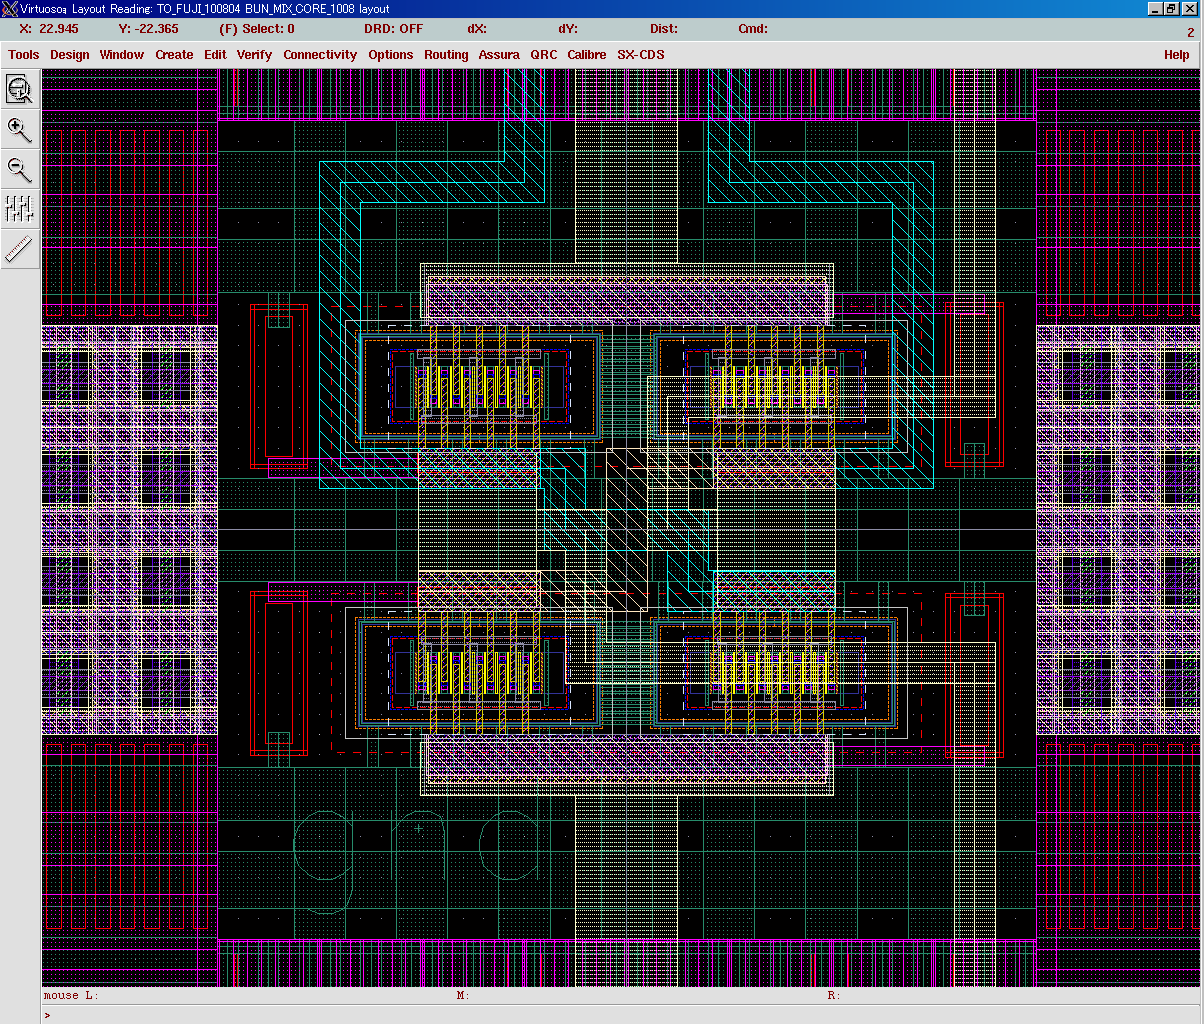 Virtuoso® Layout Reading: TO_FUJI_100804 BUN_MIX_CORE_1008 layout
X: 22.945 Y: -22.365 (F) Select: 0 DRD: OFF dX: dY: Dist: Cmd:
2
Tools Design Window Create Edit Verify Connectivity Options Routing Assura QRC Calibre SX-CDS Help
mouse L: M: R:
>